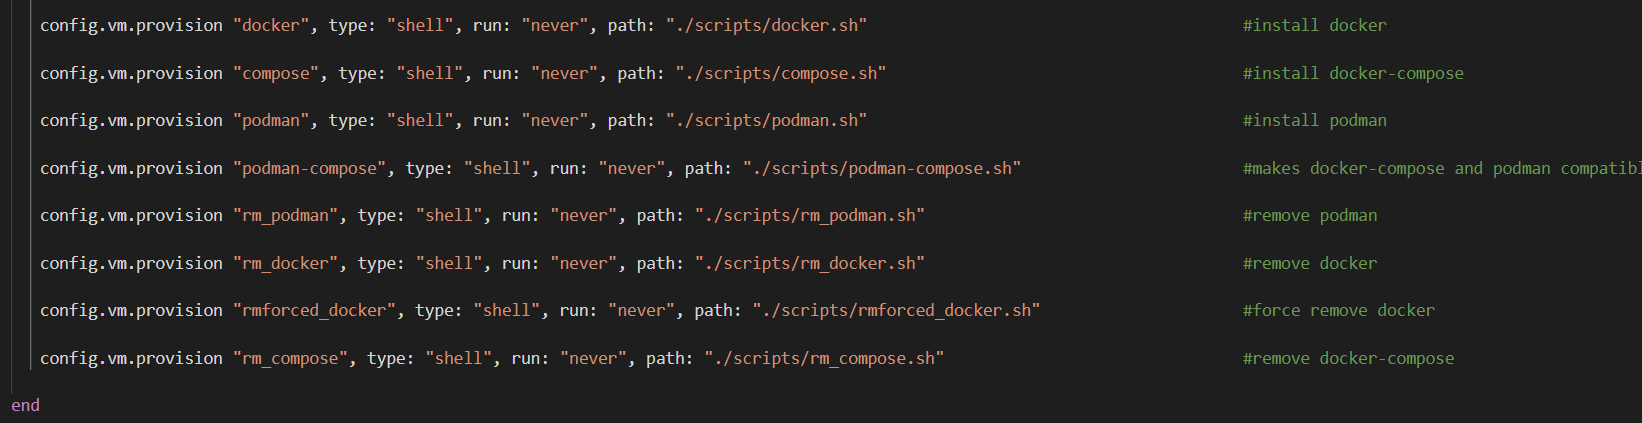 config.vm.provision "docker", type: "shell", run: "never", path: "./scripts/docker.sh" #install docker
config.vm.provision "compose", type: "shell", run: "never", path: "./scripts/compose.sh" #install docker-compose
config.vm.provision "podman", type: "shell", run: "never", path: "./scripts/podman.sh" #install podman
config.vm.provision "podman-compose", type: "shell", run: "never", path: "./scripts/podman-compose.sh" #makes docker-compose and podman compatibl
config.vm.provision "rm_podman", type: "shell", run: "never", path: "./scripts/rm_podman.sh" #remove podman
config.vm.provision "rm_docker", type: "shell", run: "never", path: "./scripts/rm_docker.sh" #remove docker
config.vm.provision "rmforced_docker", type: "shell", run: "never", path: "./scripts/rmforced_docker.sh" #force remove docker
config.vm.provision "rm_compose", type: "shell", run: "never", path: "./scripts/rm_compose.sh" #remove docker-compose
end